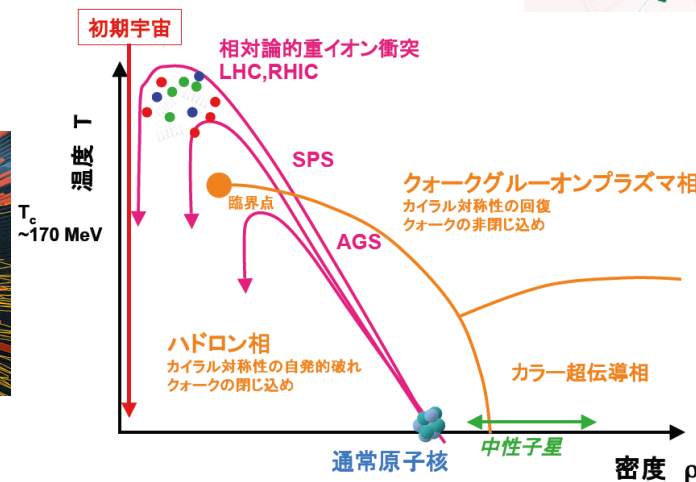 初期宇宙
相対論的重イオン衝突
LHC,RHIC
温度 T
SPS
クォークグルーオンプラズマ相
カイラル対称性の回復
クォークの非閉じ込め
臨界点
Tc
~170 MeV
AGS
ハドロン相
カイラル対称性の自発的破れ
クォークの閉じ込め
カラー超伝導相
中性子星
通常原子核
密度 ρ